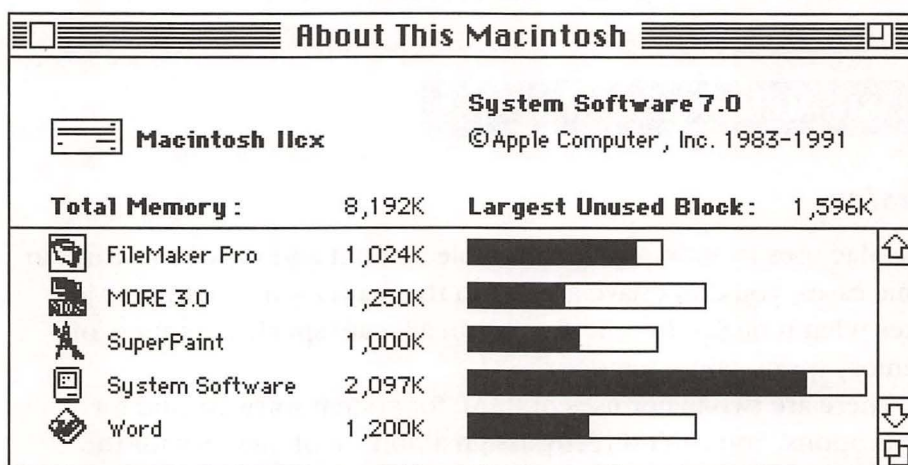 About This Macintosh
System Software 7.0
Macintosh IIcx
©Apple Computer, Inc. 1983-1991
Total Memory: 8,192K Largest Unused Block: 1,596K
FileMaker Pro 1,024K
MORE 3.0 1,250K
SuperPaint 1,000K
System Software 2,097K
Word 1,200K